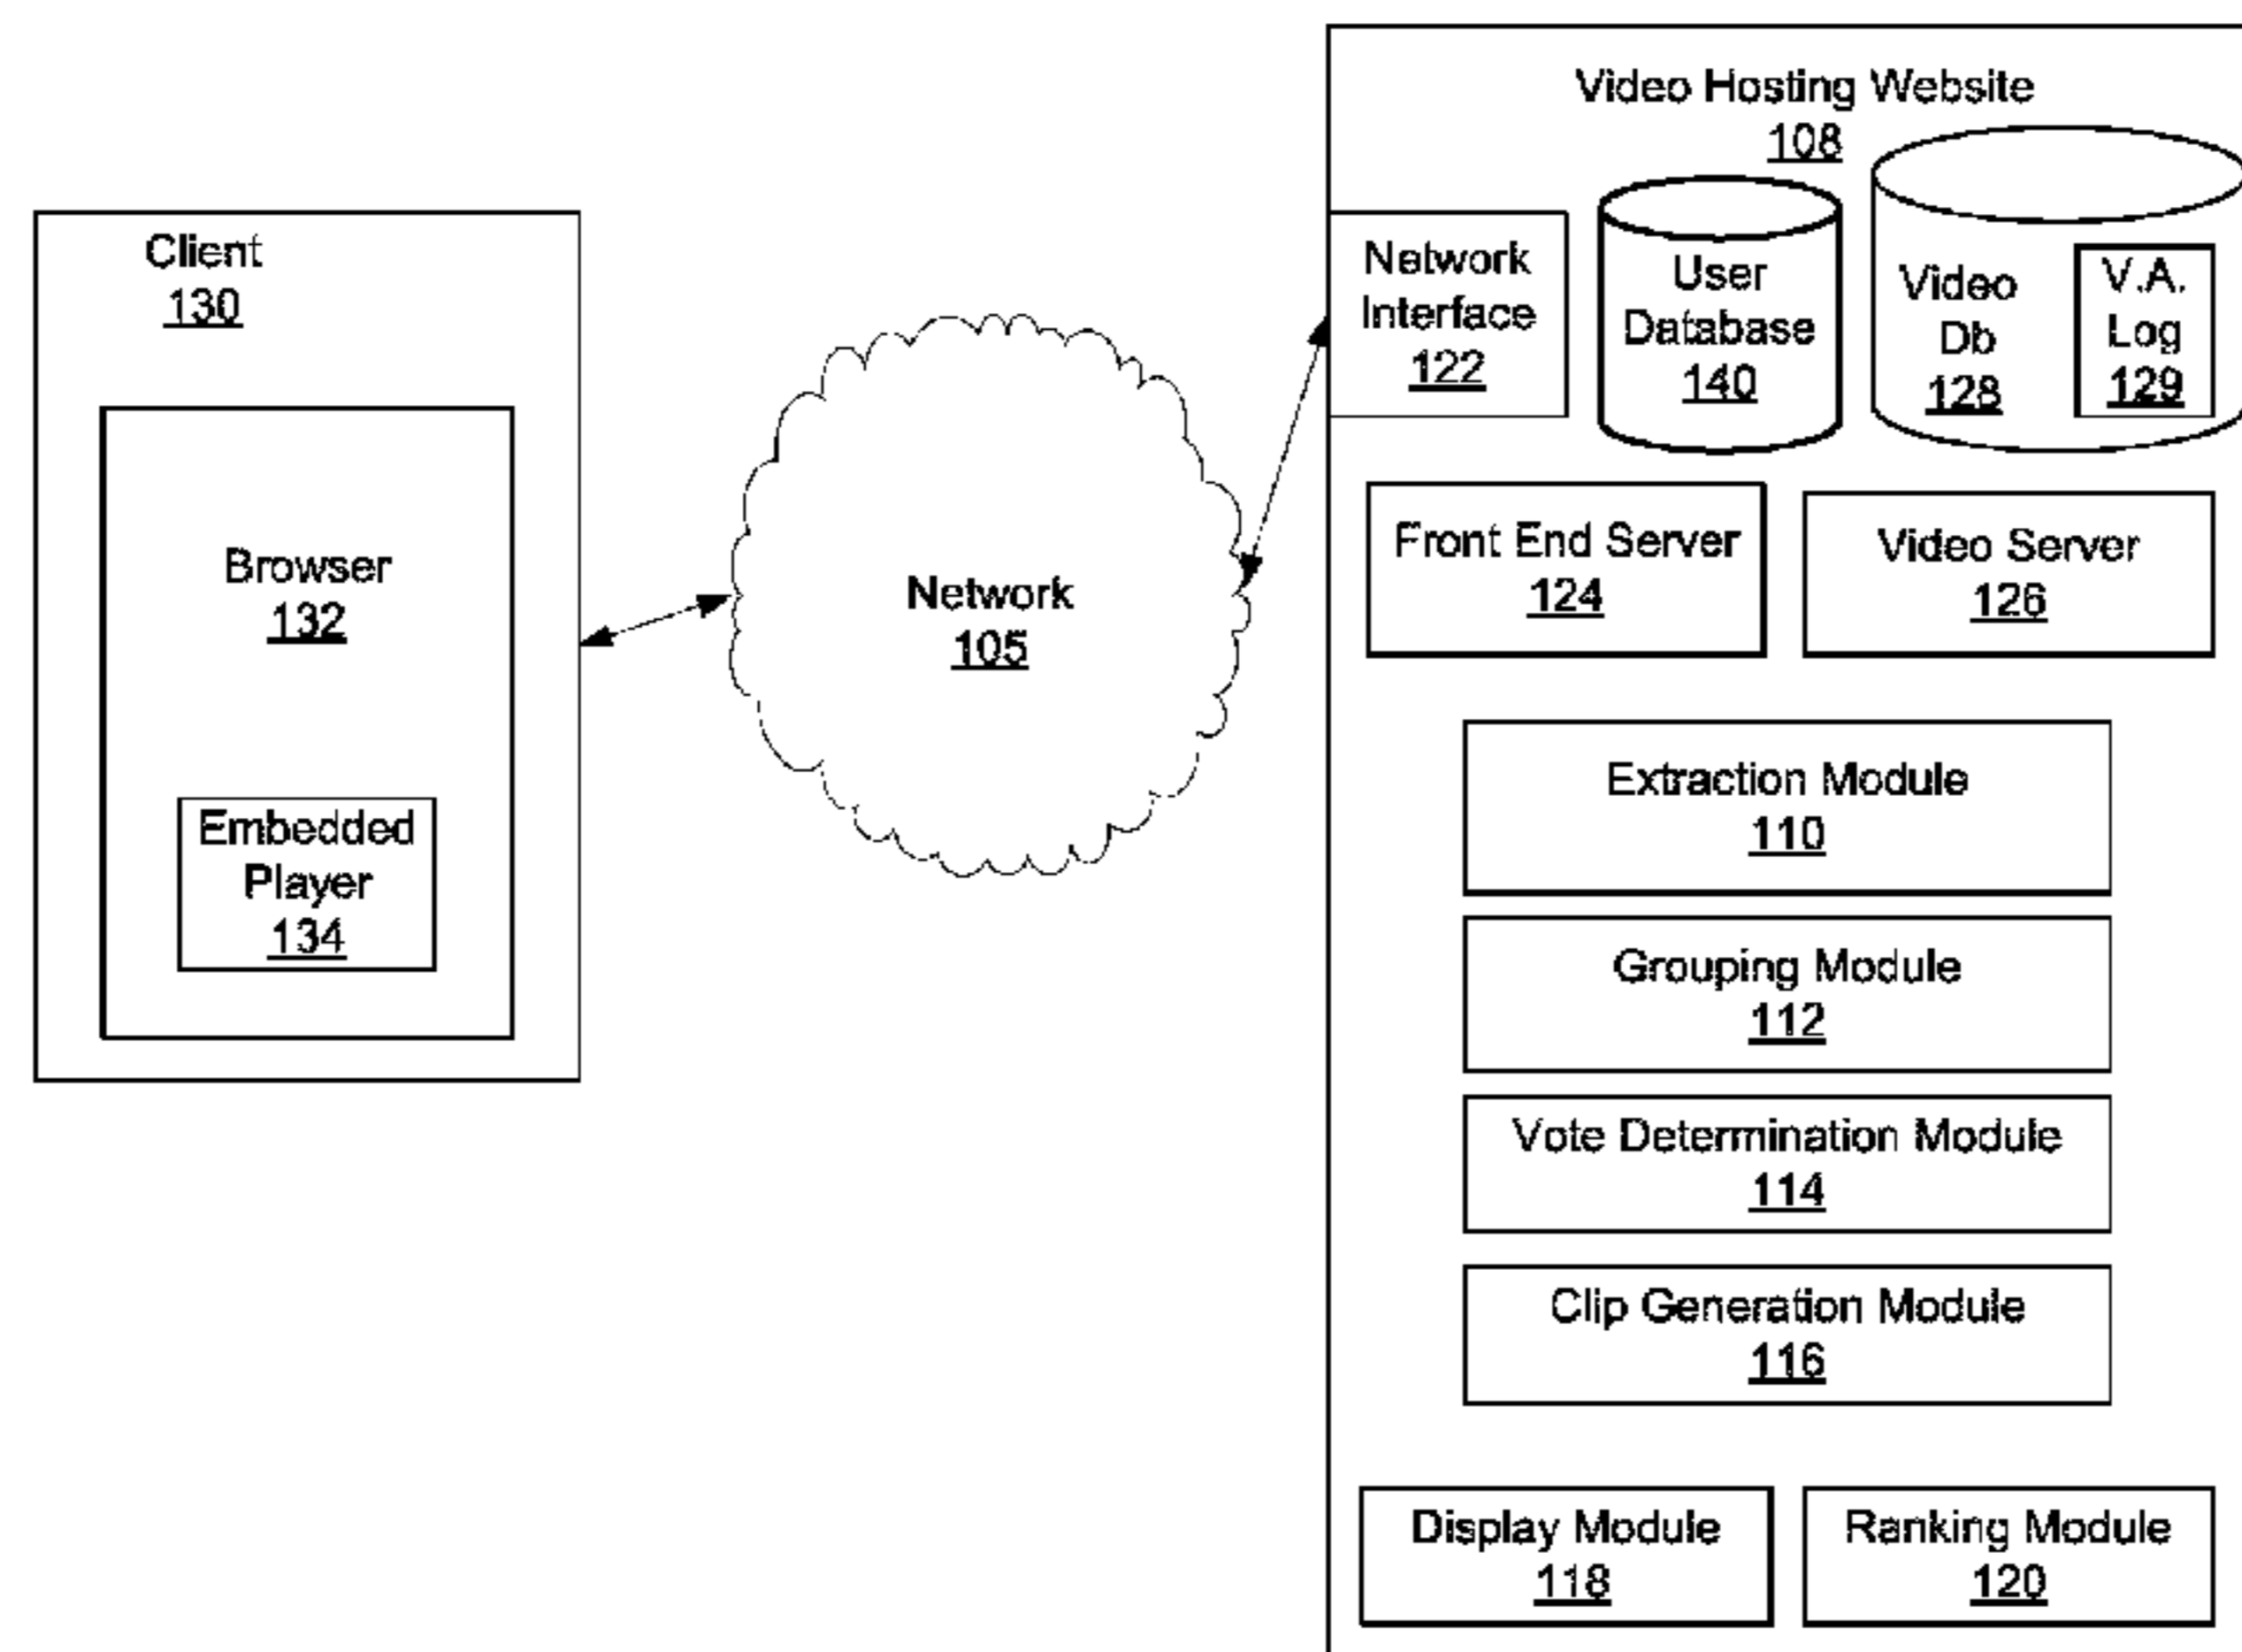 Client
130
Browser
132
Embedded
Player
134
Network
105
Video Hosting Website
108
Network
Interface
122
User
Database
140
Video
Db
128
V.A.
Log
129
Front End Server
124
Video Server
126
Extraction Module
110
Grouping Module
112
Vote Determination Module
114
Clip Generation Module
116
Display Module
118
Ranking Module
120